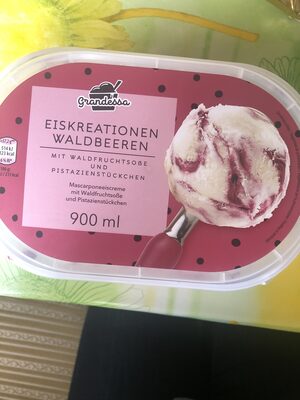 Grandessa
EISKREATIONEN
WALDBEEREN
MIT WALDFRUCHTSOßE
UND
PISTAZIENSTÜCKCHEN
Mascarponeeiscreme
mit Waldfruchtsoße
und Pistazienstückchen
900 ml